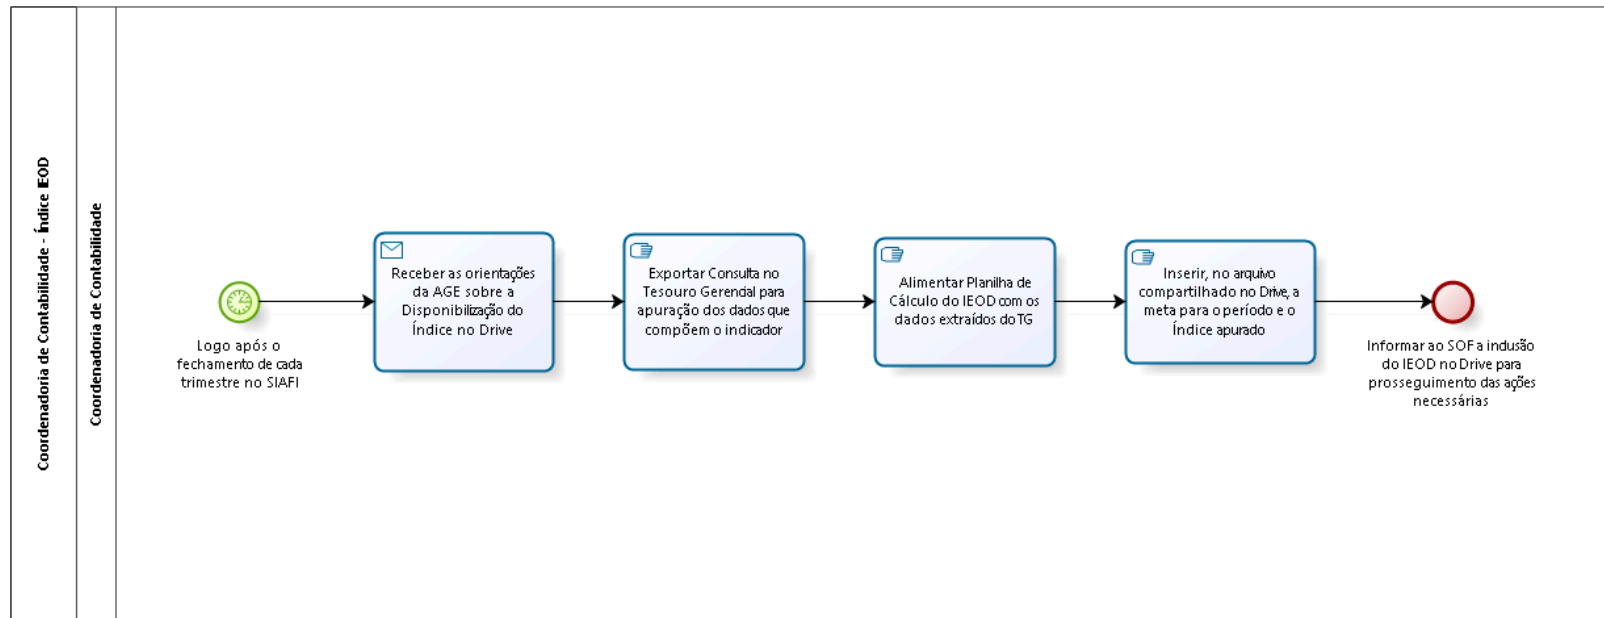 Coordenadoria de Contabilidade - Índice IEOD
Coordenadoria de Contabilidade
Logo após o
fechamento de cada
trimestre no SIAFI
Receber as orientações
da AGE sobre a
Disponibilização do
Índice no Drive
Exportar Consulta no
Tesouro Gerendal para
apuração dos dados que
compõem o indicador
Alimentar Planilha de
Cálculo do IEOD com os
dados extraídos do TG
Inserir, no arquivo
compartilhado no Drive, a
meta para o período e o
Índice apurado
Informar ao SOF a inclusão
do IEOD no Drive para
prosseguimento das ações
necessárias